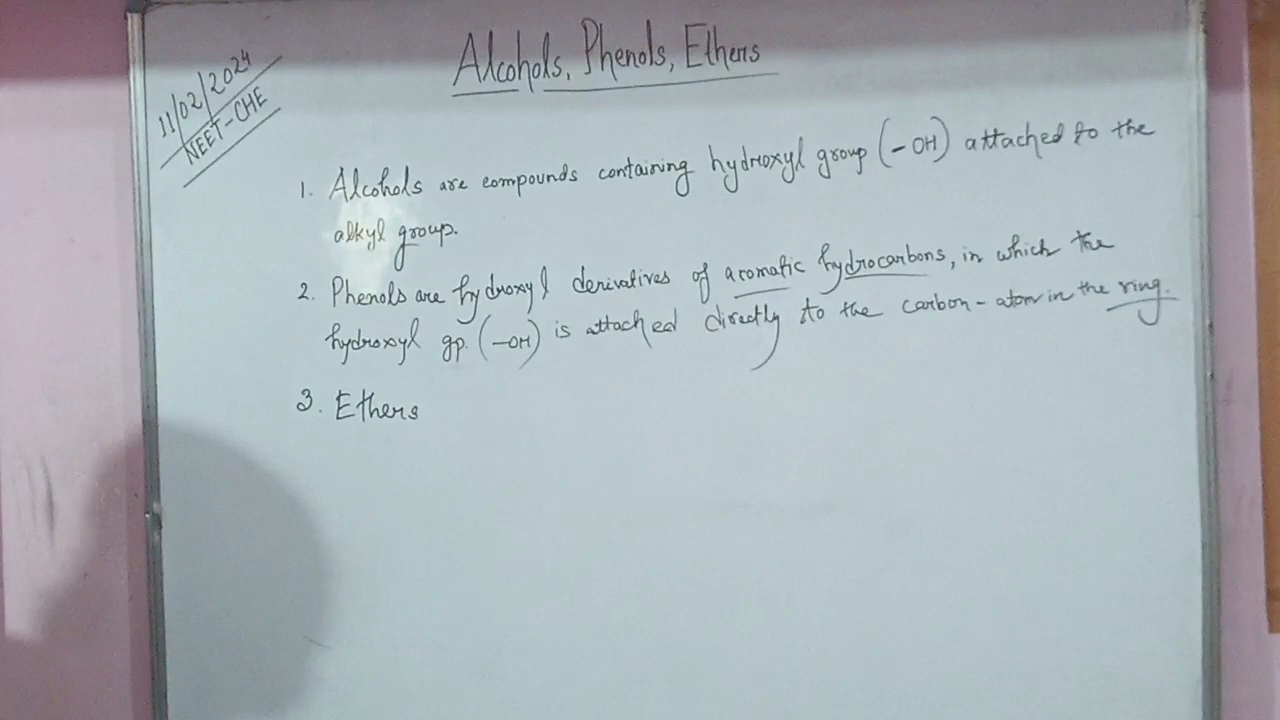 Alcohols, Phenols, Ethers
11/02/2024
NEET-CHE
1. Alcohols are compounds containing hydroxyl group (-OH) attached to the
alkyl group.
2. Phenols are hydroxyl derivatives of aromatic hydrocarbons, in which the
hydroxyl gp. (-OH) is attached directly to the carbon-atom in the ring.
3. Ethers